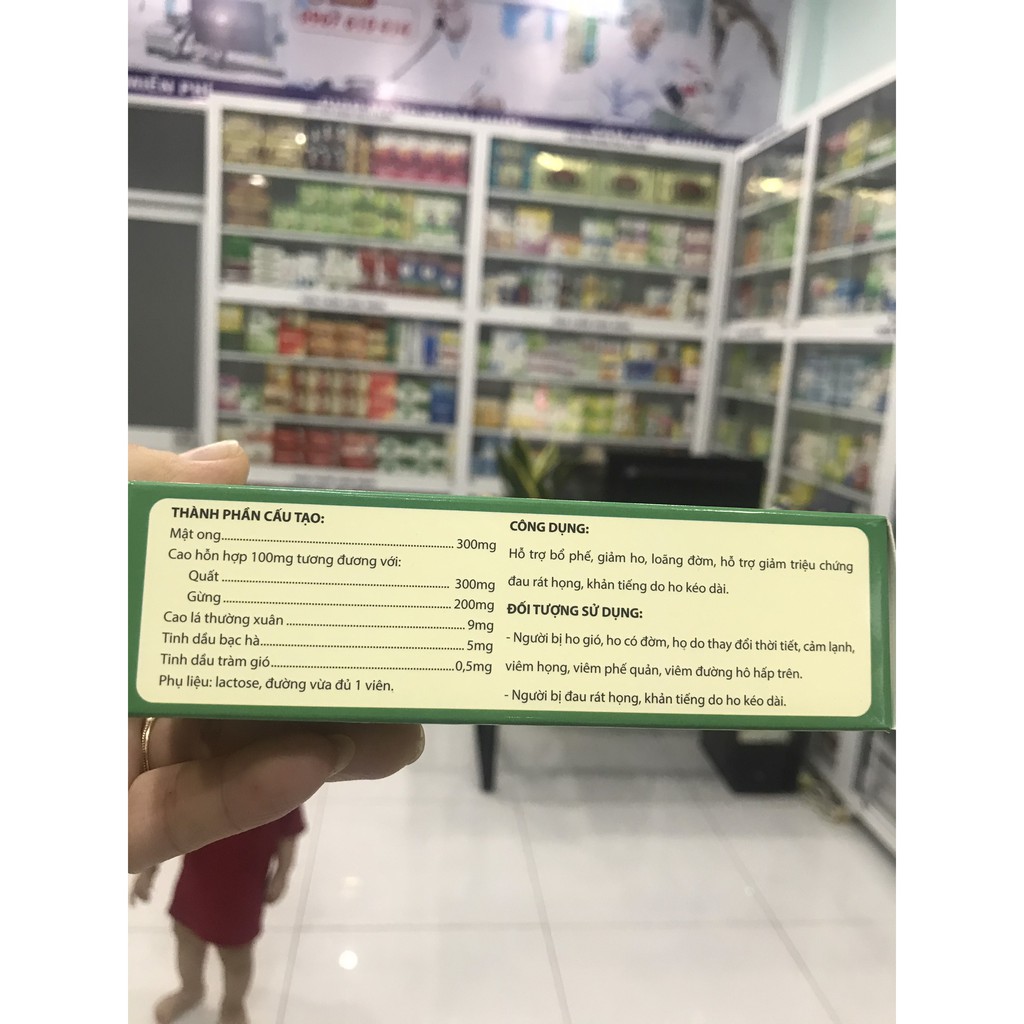 THÀNH PHẦN CẤU TẠO:
Mật ong........................ 300mg
Cao hỗn hợp 100mg tương đương với:
Quất ........................ 300mg
Gừng ........................ 200mg
Cao lá thường xuân ........................ 9mg
Tinh dầu bạc hà........................ 5mg
Tinh dầu tràm gió........................0,5mg
Phụ liệu: lactose, đường vừa đủ 1 viên.
CÔNG DỤNG:
Hỗ trợ bổ phế, giảm ho, loãng đờm, hỗ trợ giảm triệu chứng
đau rát họng, khản tiếng do ho kéo dài.
ĐỐI TƯỢNG SỬ DỤNG:
- Người bị ho gió, ho có đờm, họ do thay đổi thời tiết, cảm lạnh,
viêm họng, viêm phế quản, viêm đường hô hấp trên.
- Người bị đau rát họng, khản tiếng do ho kéo dài.